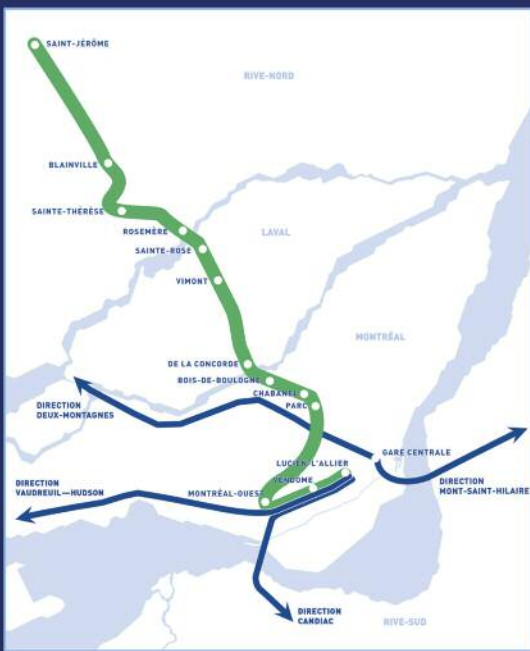 SAINT-JÉRÔME
RIVE-NORD
BLAINVILLE
SAINTE-THÉRÈSE
ROSEMÈRE
LAVAL
SAINTE-ROSE
VIMONT
MONTRÉAL
DE LA CONCORDE
BOIS-DE-BOULOGNE
CHABANEL
PARC
DIRECTION
DEUX-MONTAGNES
GARE CENTRALE
LUCIEN-L'ALLIER
DIRECTION
VAUDREUIL—HUDSON
VENDÔME
DIRECTION
MONT-SAINT-HILAIRE
MONTRÉAL-OUEST
DIRECTION
CANDIAC
RIVE-SUD